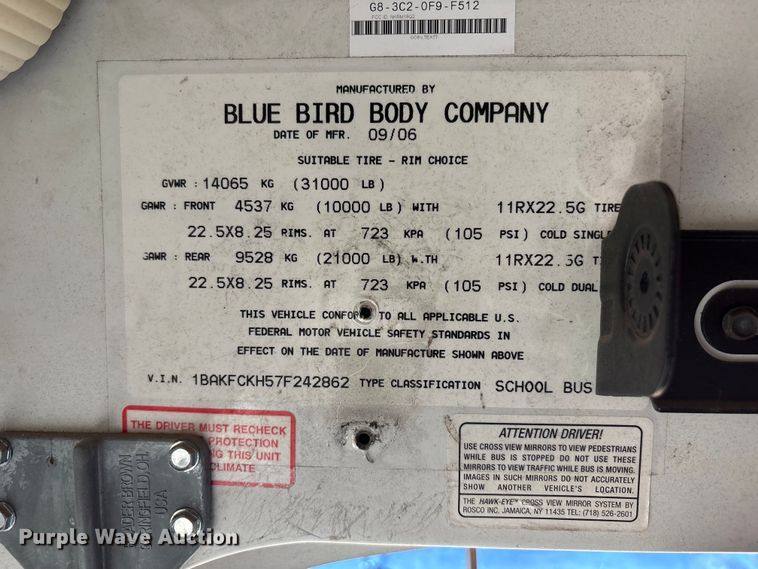 G8-3C2-0F9-F512
MANUFACTURED BY
BLUE BIRD BODY COMPANY
DATE OF MFR. 09/06
SUITABLE TIRE - RIM CHOICE
GVWR : 14065 KG (31000 LB)
GAWR : FRONT 4537 KG (10000 LB) WITH 11RX22.5G TIRE
22.5X8.25 RIMS. AT 723 KPA (105 PSI) COLD SINGLE
GAWR : REAR 9528 KG (21000 LB) WITH 11RX22.5G
22.5X8.25 RIMS. AT 723 KPA (105 PSI) COLD DUAL
THIS VEHICLE CONFORMS TO ALL APPLICABLE U.S.
FEDERAL MOTOR VEHICLE SAFETY STANDARDS IN
EFFECT ON THE DATE OF MANUFACTURE SHOWN ABOVE
V.I.N. 1BAKFCKH57F242862 TYPE CLASSIFICATION SCHOOL BUS
THE DRIVER MUST RECHECK
PROTECTION
THIS UNIT
CLIMATE
BROWN
SPRINGFIELD, OH.
USA
ATTENTION DRIVER!
USE CROSS VIEW MIRRORS TO VIEW PEDESTRIANS
WHILE BUS IS STOPPED DO NOT USE THESE
MIRRORS TO VIEW TRAFFIC WHILE BUS IS MOVING.
IMAGES IN SUCH MIRRORS DO NOT ACCURATELY
SHOW ANOTHER VEHICLE'S LOCATION.
THE HAWK-EYE™ CROSS VIEW MIRROR SYSTEM BY
ROSCO INC. JAMAICA, NY 11435 TEL: (718) 526-2601
Purple Wave Auction